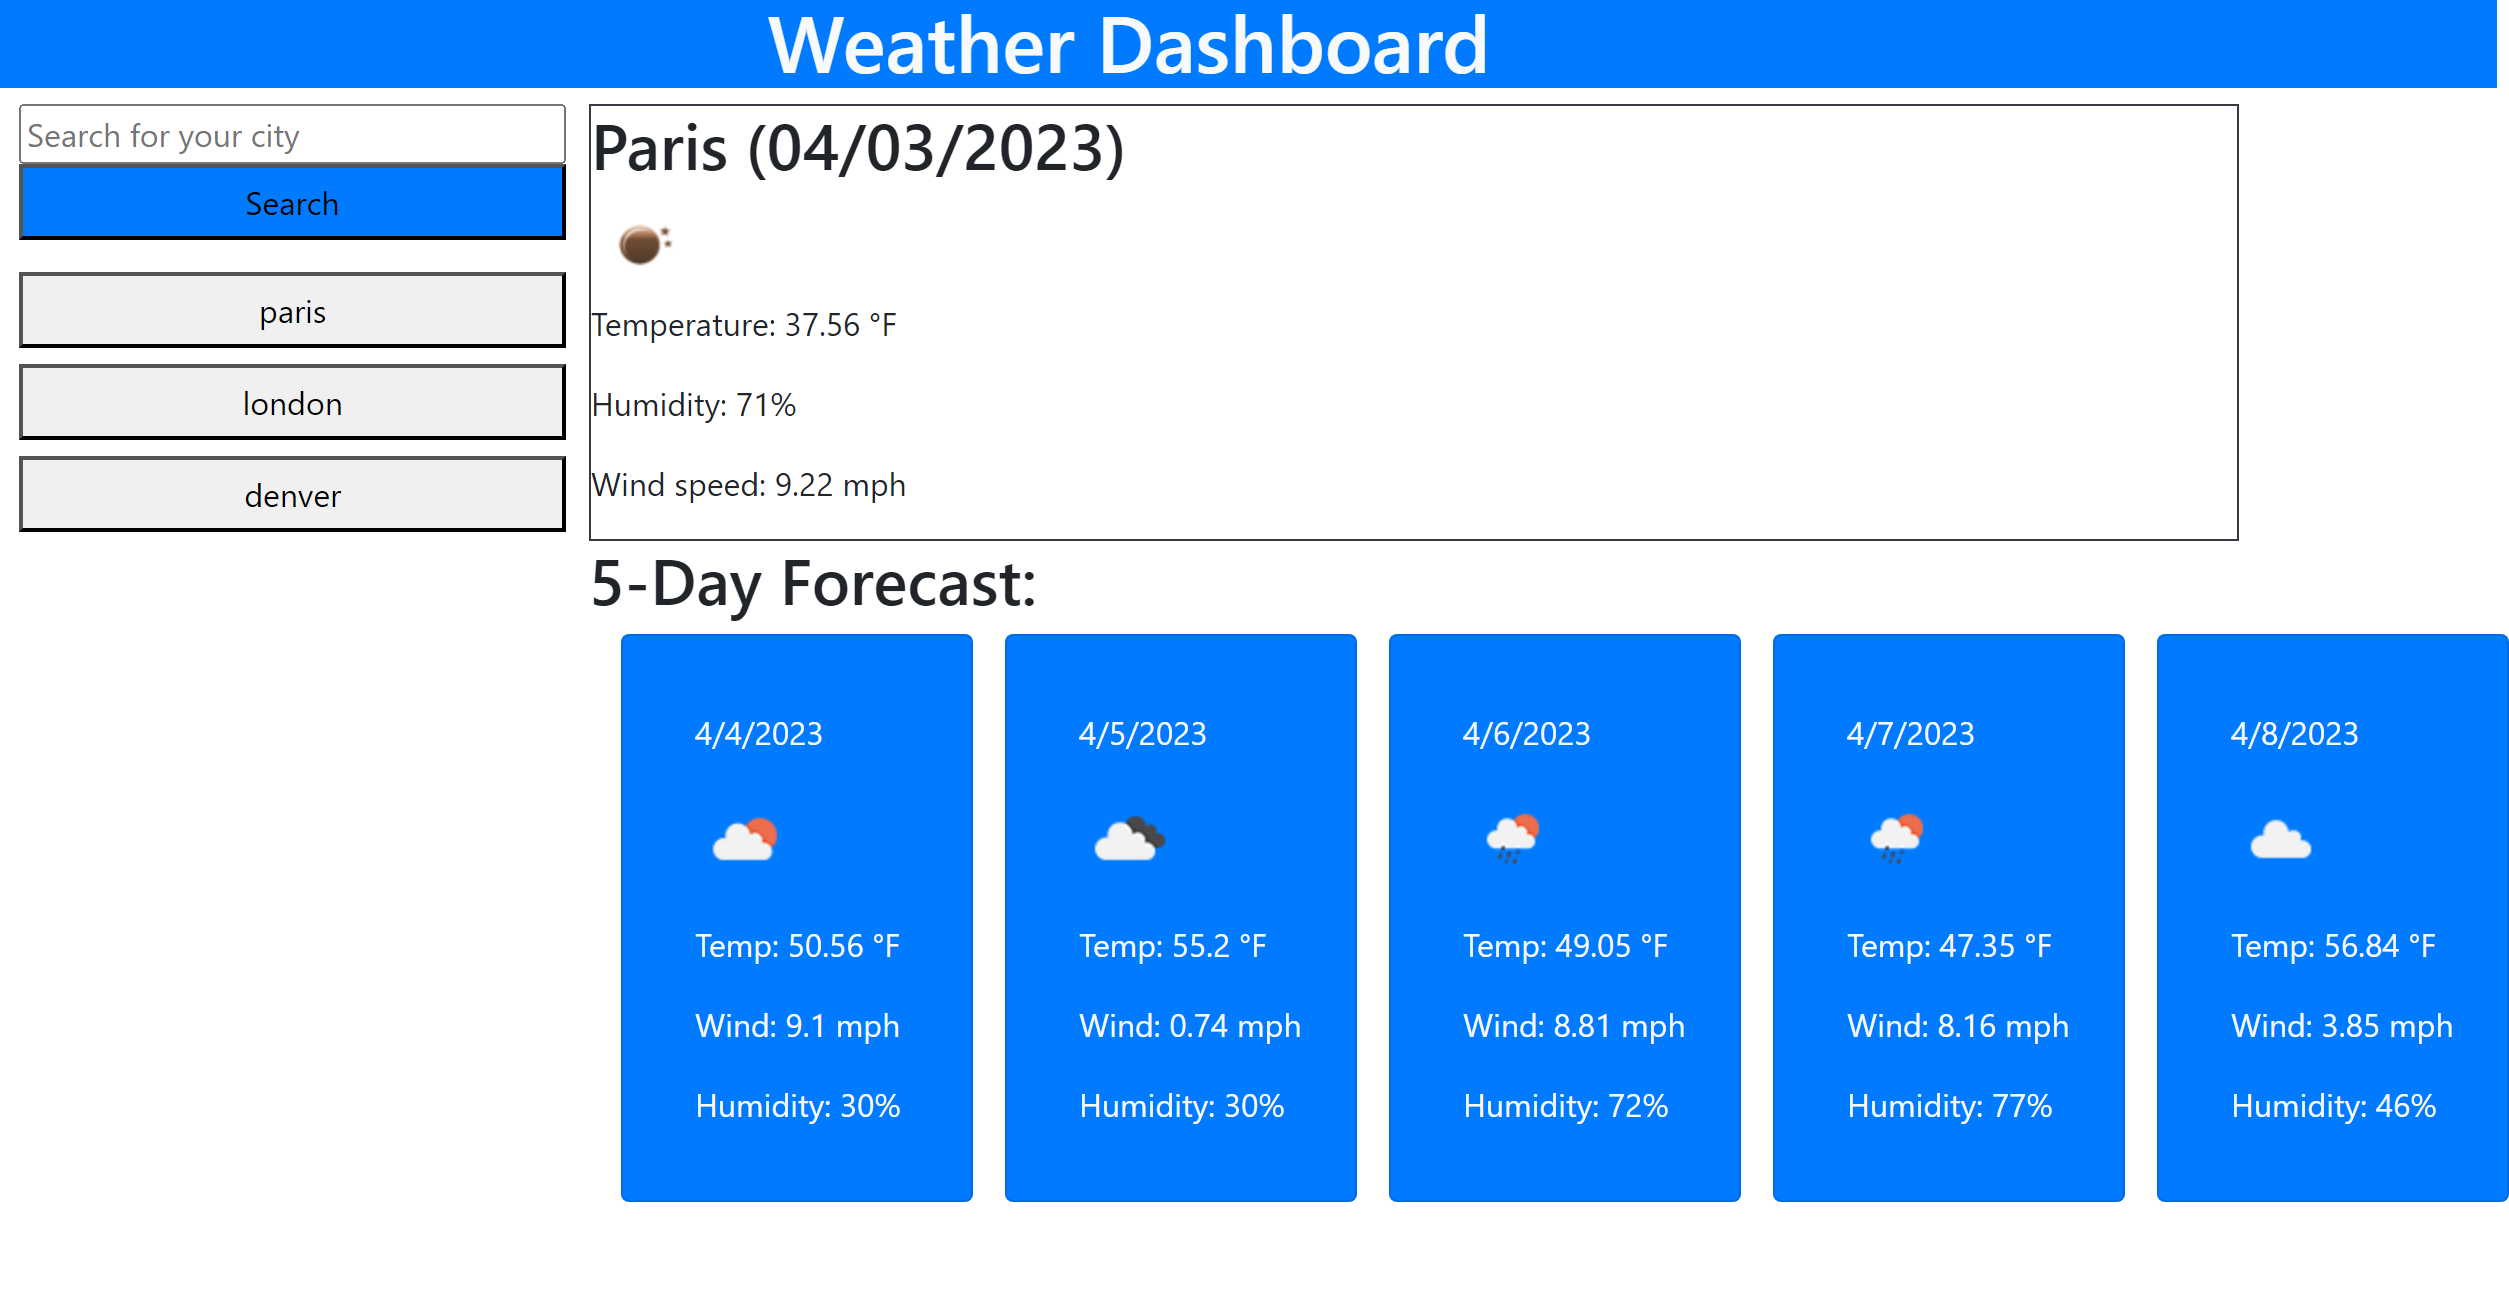 Weather Dashboard
Search for your city
Search
paris
london
denver
Paris (04/03/2023)
Temperature: 37.56 °F
Humidity: 71%
Wind speed: 9.22 mph
5-Day Forecast:
4/4/2023
Temp: 50.56 °F
Wind: 9.1 mph
Humidity: 30%
4/5/2023
Temp: 55.2 °F
Wind: 0.74 mph
Humidity: 30%
4/6/2023
Temp: 49.05 °F
Wind: 8.81 mph
Humidity: 72%
4/7/2023
Temp: 47.35 °F
Wind: 8.16 mph
Humidity: 77%
4/8/2023
Temp: 56.84 °F
Wind: 3.85 mph
Humidity: 46%